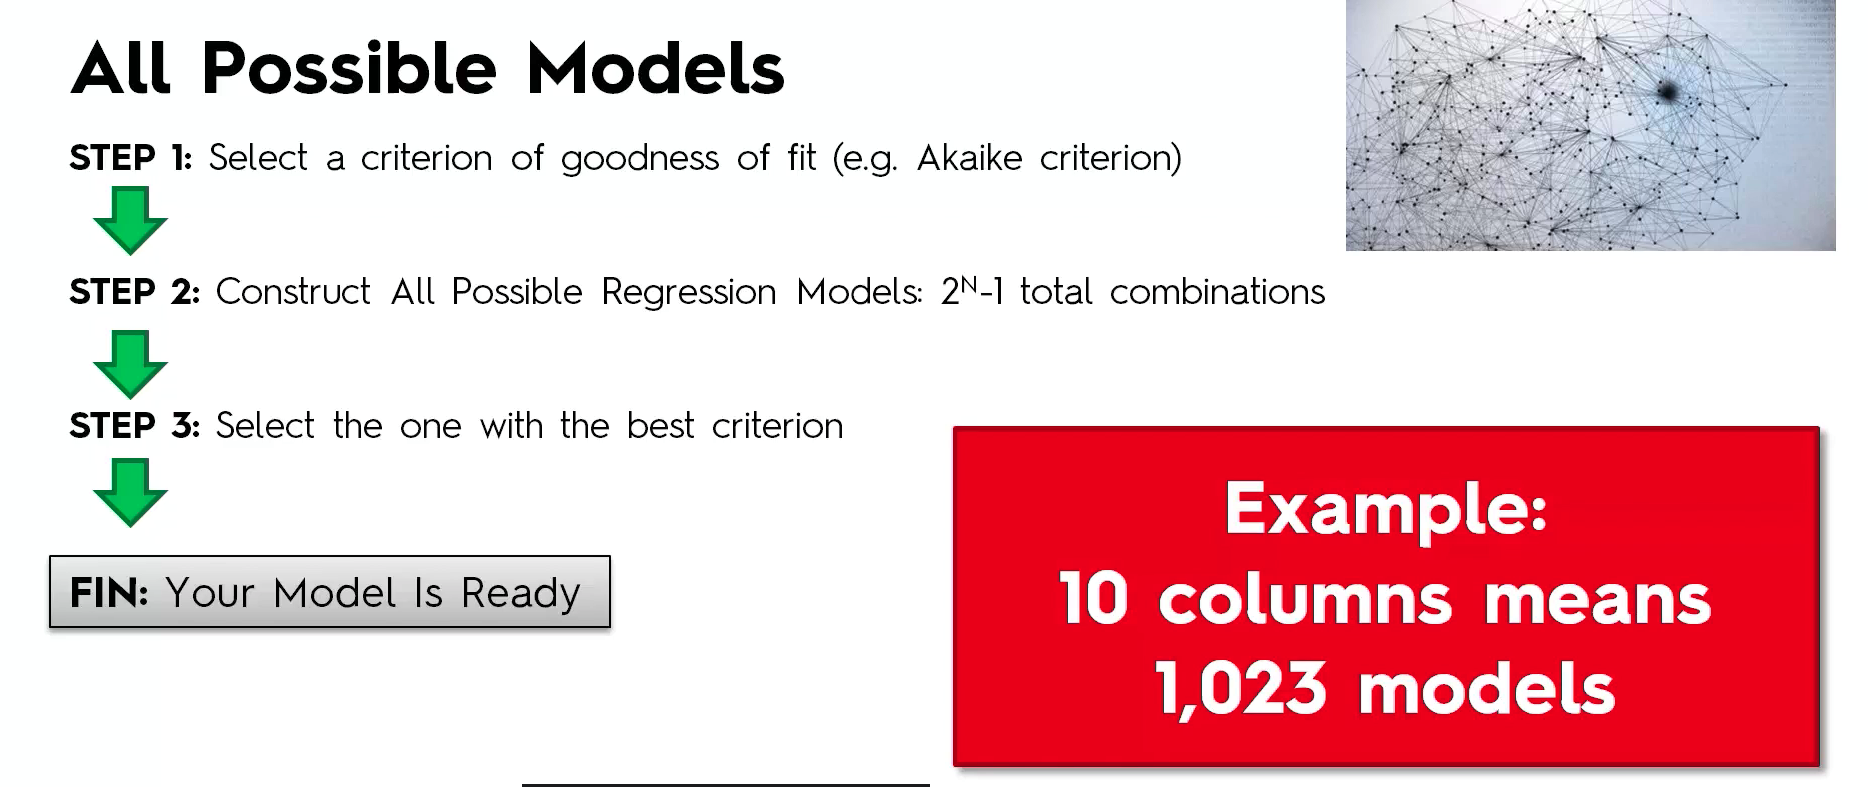 All Possible Models
STEP 1: Select a criterion of goodness of fit (e.g. Akaike criterion)
STEP 2: Construct All Possible Regression Models: 2ᴺ-1 total combinations
STEP 3: Select the one with the best criterion
FIN: Your Model Is Ready
Example:
10 columns means
1,023 models